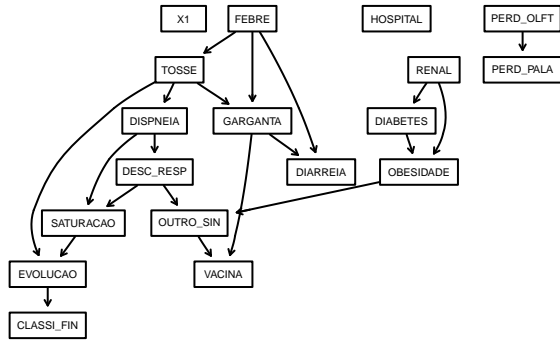 X1
FEBRE
HOSPITAL
PERD_OLFT
TOSSE
RENAL
PERD_PALA
DISPNEIA
GARGANTA
DIABETES
DESC_RESP
DIARREIA
OBESIDADE
SATURACAO
OUTRO_SIN
EVOLUCAO
VACINA
CLASSI_FIN